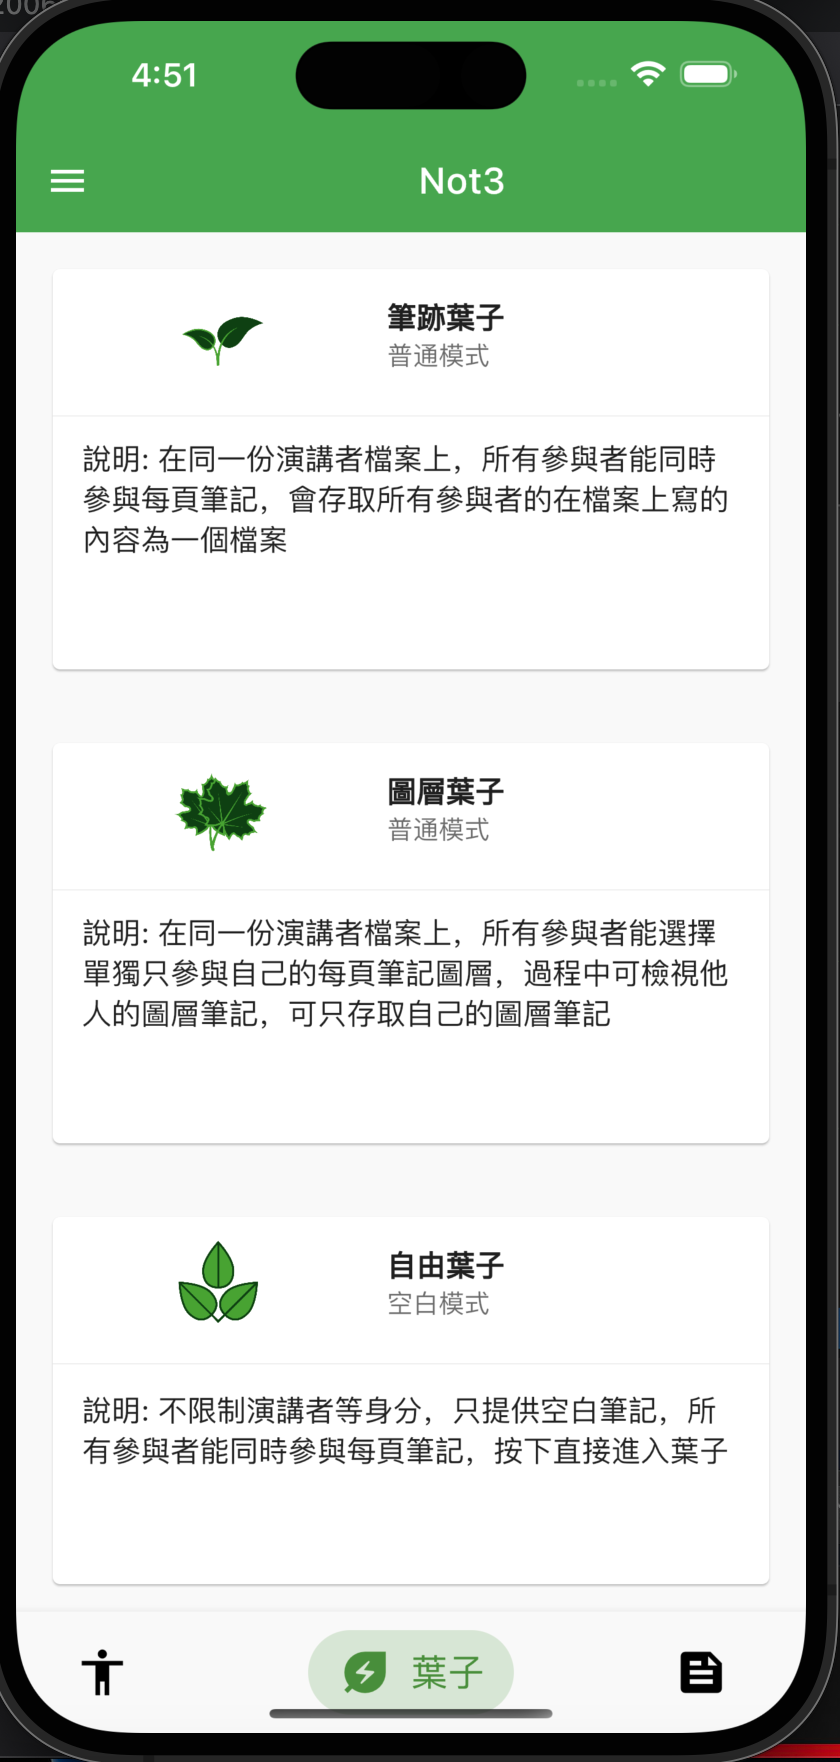 4:51
Not3
筆跡葉子
普通模式
說明: 在同一份演講者檔案上，所有參與者能同時
參與每頁筆記，會存取所有參與者的在檔案上寫的
內容為一個檔案
圖層葉子
普通模式
說明: 在同一份演講者檔案上，所有參與者能選擇
單獨只參與自己的每頁筆記圖層，過程中可檢視他
人的圖層筆記，可只存取自己的圖層筆記
自由葉子
空白模式
說明: 不限制演講者等身分，只提供空白筆記，所
有參與者能同時參與每頁筆記，按下直接進入葉子
葉子